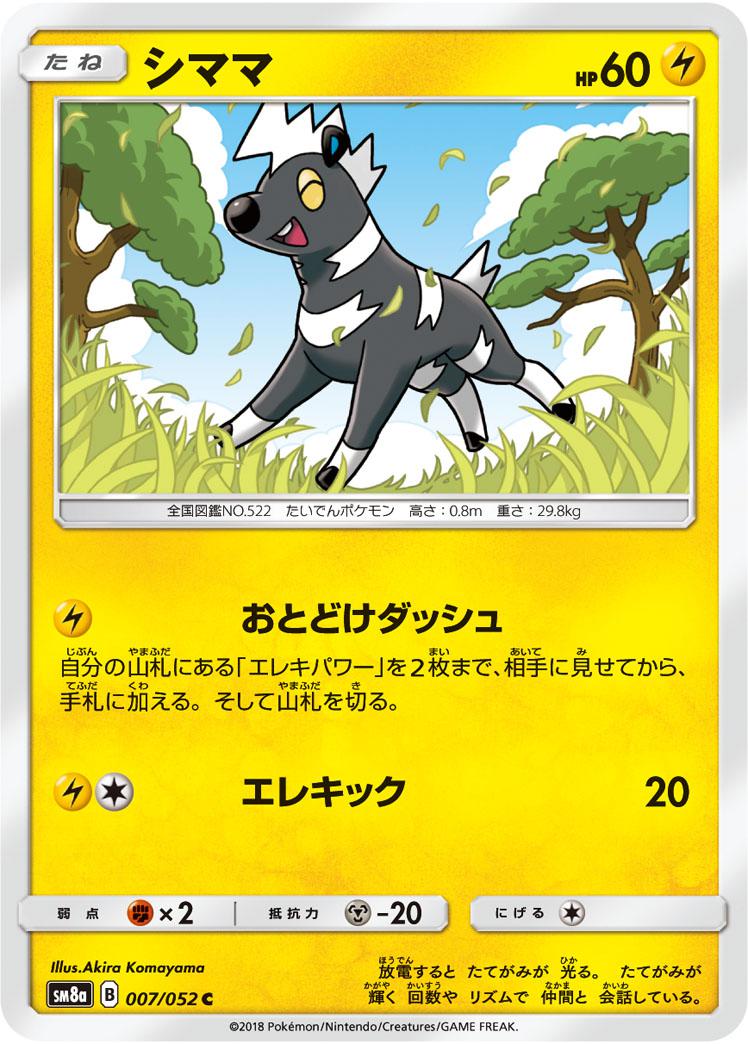 たね シママ HP60
全国図鑑NO.522 たいでんポケモン 高さ:0.8m 重さ:29.8kg
おとどけダッシュ
自分の山札にある「エレキパワー」を2枚まで、相手に見せてから、
手札に加える。そして山札を切る。
エレキック 20
弱点 ×2 抵抗力 -20 にげる
Illus.Akira Komayama
放電すると たてがみが 光る。 たてがみが
輝く 回数や リズムで 仲間と 会話している。
SM8a B 007/052 C
©2018 Pokémon/Nintendo/Creatures/GAME FREAK.